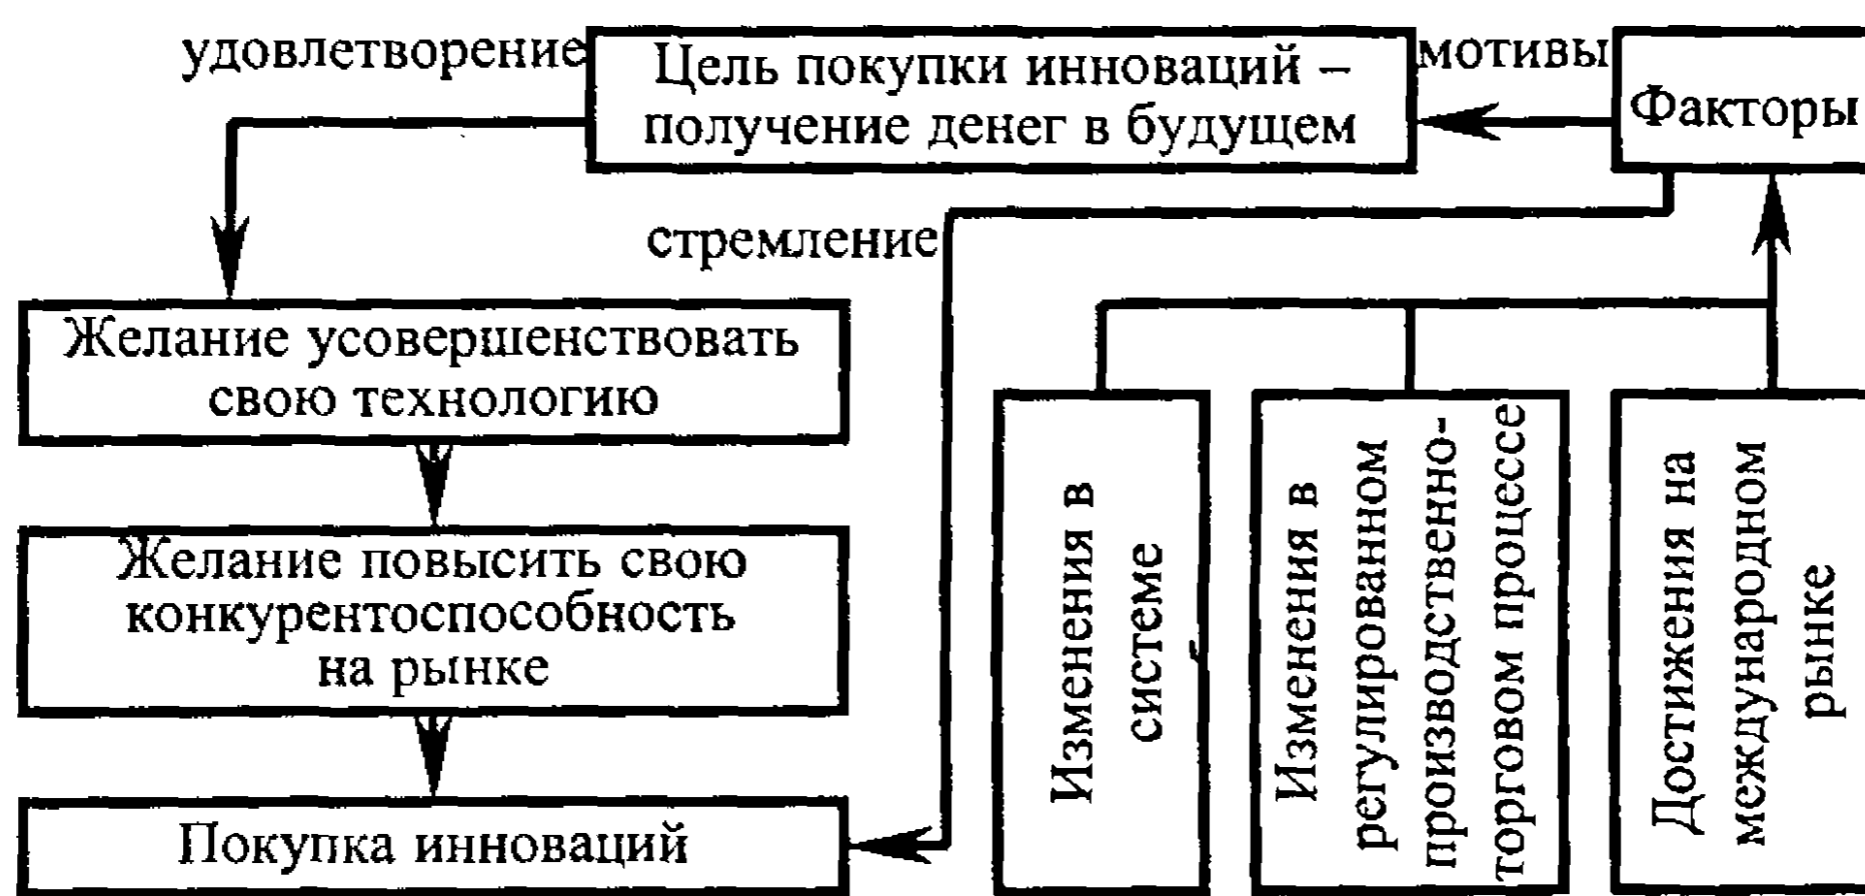 удовлетворение
Цель покупки инноваций –
получение денег в будущем
мотивы
Факторы
стремление
Желание усовершенствовать
свою технологию
Желание повысить свою
конкурентоспособность
на рынке
Покупка инноваций
Изменения в
системе
Изменения в
регулированном
производственно-
торговом процессе
Достижения на
международном
рынке